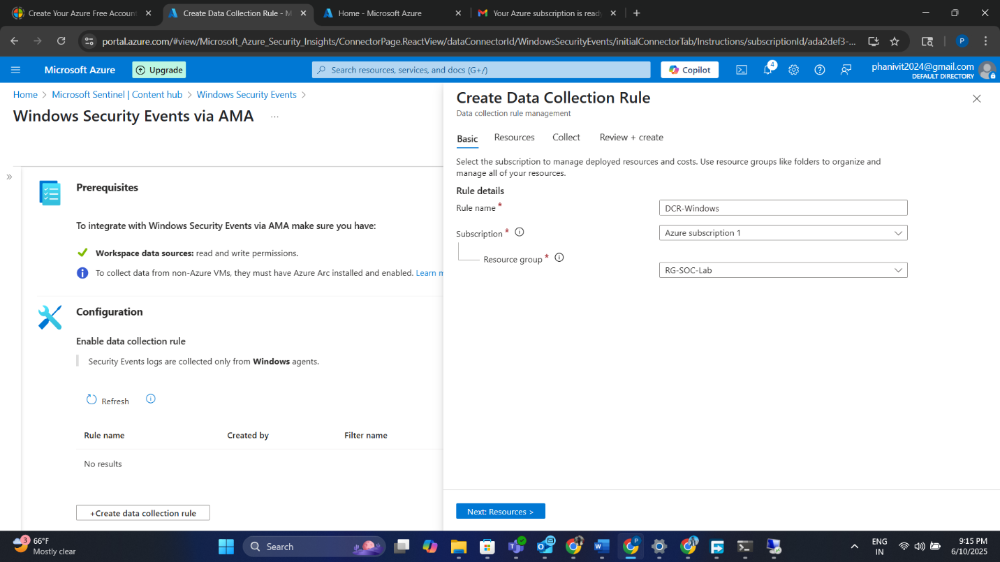 Create Your Azure Free Accoun
Create Data Collection Rule - M
Home - Microsoft Azure
Your Azure subscription is read
portal.azure.com/#view/Microsoft_Azure_Security_Insights/ConnectorPage.ReactView/dataConnectorId/WindowsSecurityEvents/initialConnectorTab/Instructions/subscriptionId/ada2def3-...
P
Microsoft Azure
Upgrade
Search resources, services, and docs (G+/)
Copilot
4
phanivit2024@gmail.com
DEFAULT DIRECTORY
Home > Microsoft Sentinel | Content hub > Windows Security Events >
Windows Security Events via AMA ...
Prerequisites
To integrate with Windows Security Events via AMA make sure you have:
Workspace data sources: read and write permissions.
To collect data from non-Azure VMs, they must have Azure Arc installed and enabled. Learn m
Configuration
Enable data collection rule
Security Events logs are collected only from Windows agents.
Refresh
Rule name Created by Filter name
No results
+Create data collection rule
Create Data Collection Rule
Data collection rule management
Basic Resources Collect Review + create
Select the subscription to manage deployed resources and costs. Use resource groups like folders to organize and
manage all of your resources.
Rule details
Rule name * DCR-Windows
Subscription * Azure subscription 1
Resource group * RG-SOC-Lab
Next: Resources >
3
66°F
Mostly clear
Search
P
ENG
IN
9:15 PM
6/10/2025